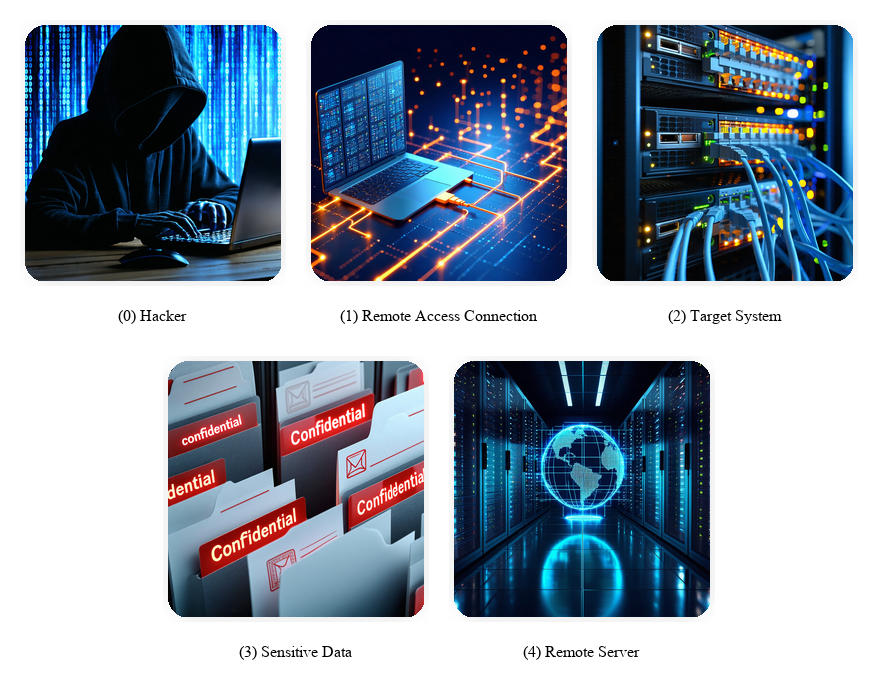 (0) Hacker
(1) Remote Access Connection
(2) Target System
confidential
Confidential
dential
Confidential
Confidential
(3) Sensitive Data
(4) Remote Server